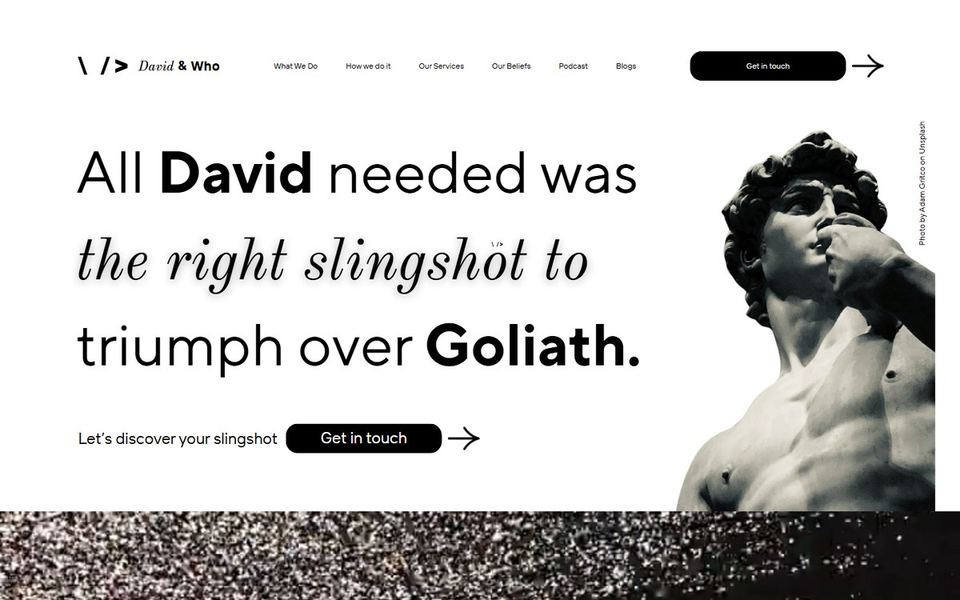 \ /> David & Who
What We Do
How we do it
Our Services
Our Beliefs
Podcast
Blogs
Get in touch
Photo by Adam Gritco on Unsplash
All David needed was
the right slingshot to
\ />
triumph over Goliath.
Let's discover your slingshot
Get in touch